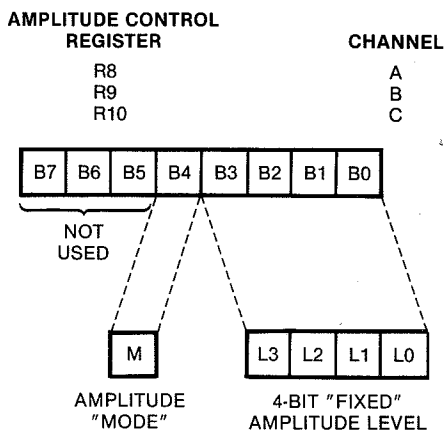 AMPLITUDE CONTROL REGISTER CHANNEL
R8 A
R9 B
R10 C
B7 B6 B5 B4 B3 B2 B1 B0
NOT
USED
M L3 L2 L1 L0
AMPLITUDE 4-BIT "FIXED"
"MODE" AMPLITUDE LEVEL